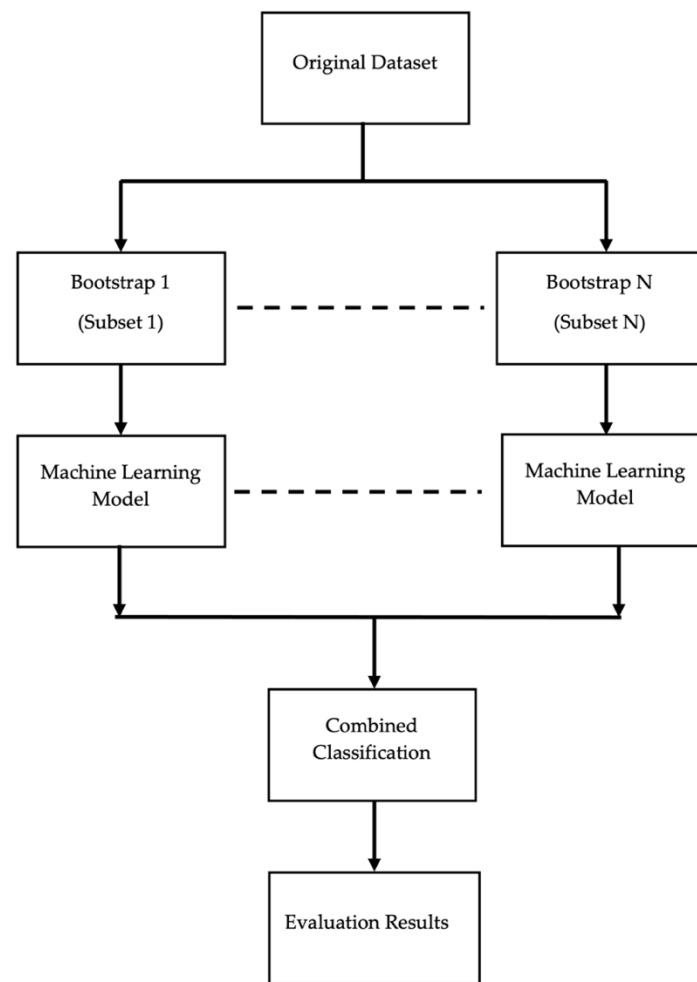 Original Dataset
Bootstrap 1
(Subset 1)
Bootstrap N
(Subset N)
Machine Learning
Model
Machine Learning
Model
Combined
Classification
Evaluation Results